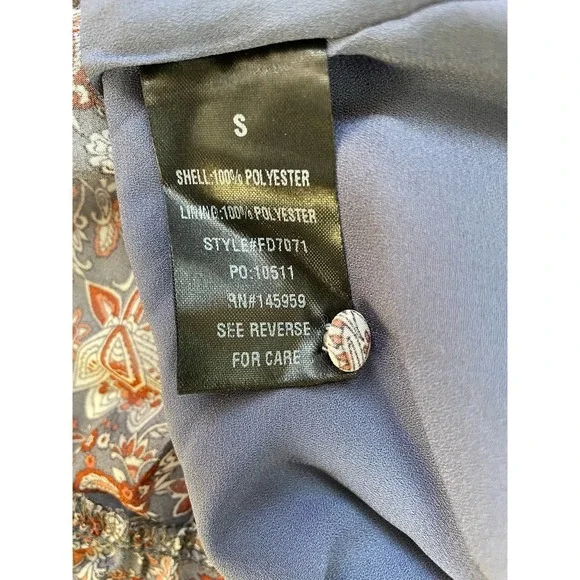 S
SHELL:100% POLYESTER
LINING:100% POLYESTER
STYLE#FD7071
PO:10511
RN#145959
SEE REVERSE
FOR CARE